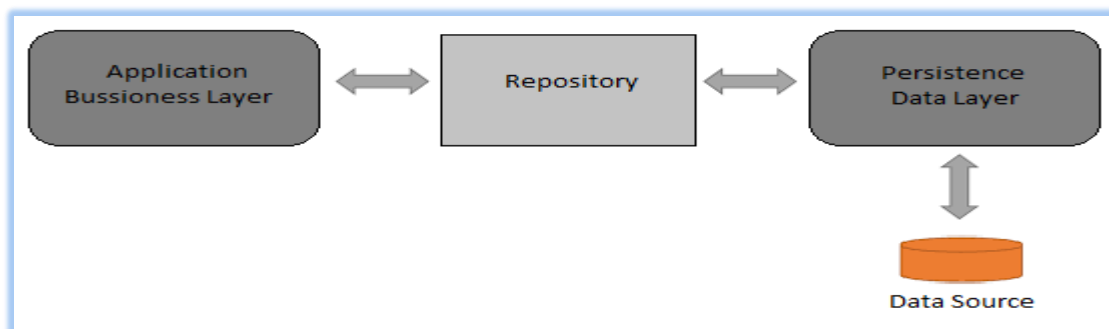 Application
Bussioness Layer
Repository
Persistence
Data Layer
Data Source